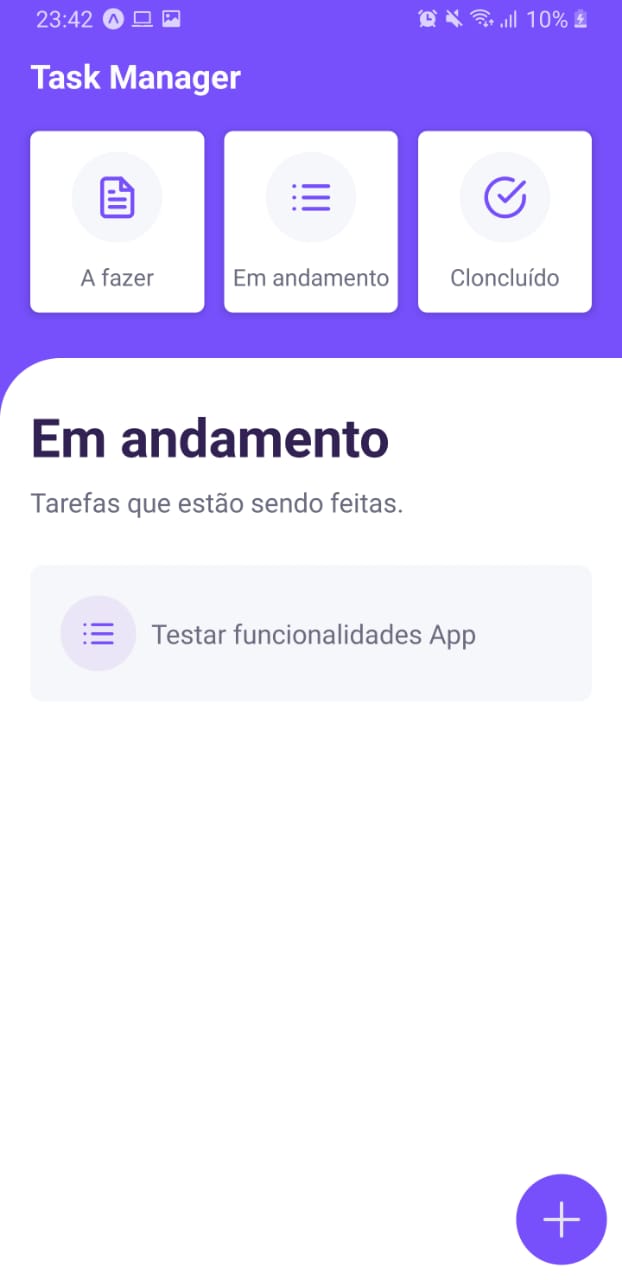 23:42 10%
Task Manager
A fazer Em andamento Cloncluído
Em andamento
Tarefas que estão sendo feitas.
Testar funcionalidades App